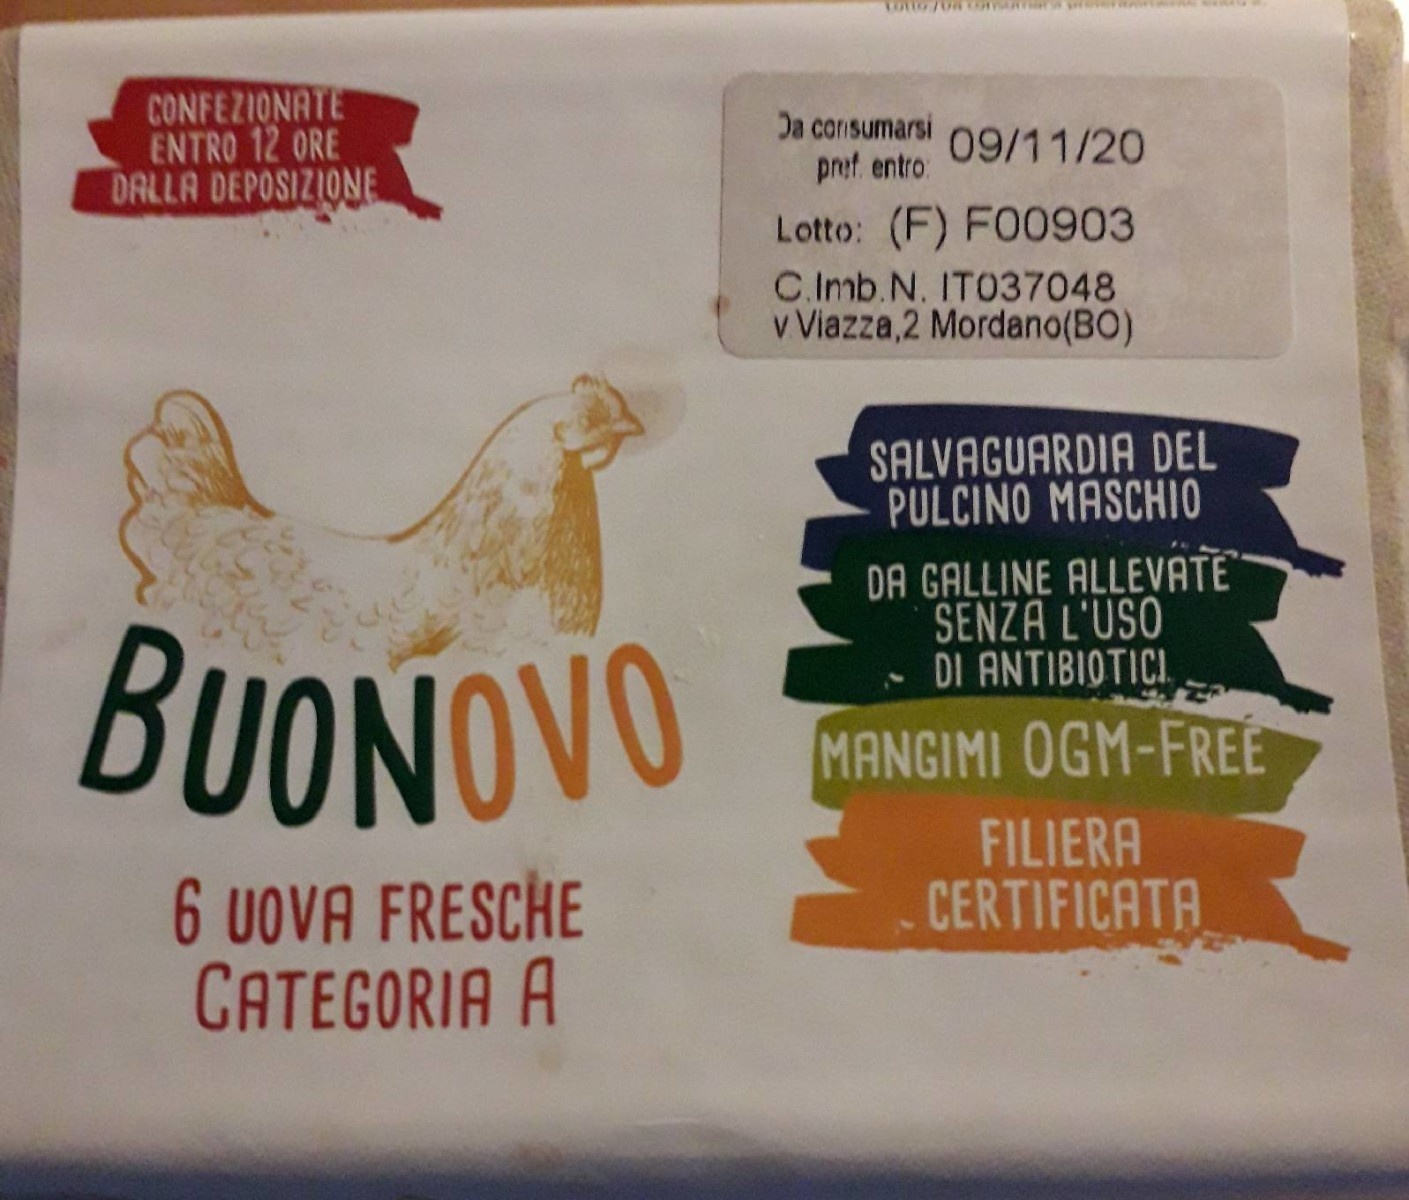 CONFEZIONATE
ENTRO 12 ORE
DALLA DEPOSIZIONE
Da consumarsi
pref. entro: 09/11/20
Lotto: (F) F00903
C.Imb.N. IT037048
v Viazza,2 Mordano(BO)
BUONOVO
6 UOVA FRESCHE
CATEGORIA A
SALVAGUARDIA DEL
PULCINO MASCHIO
DA GALLINE ALLEVATE
SENZA L'USO
DI ANTIBIOTICI
MANGIMI OGM-FREE
FILIERA
CERTIFICATA